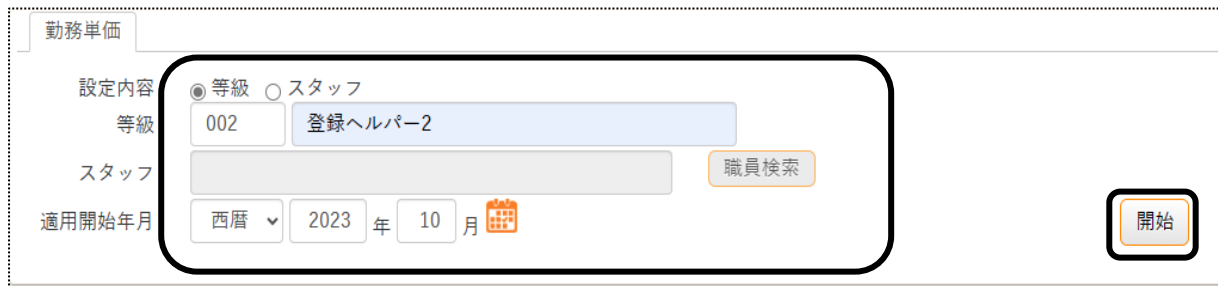 勤務単価
設定内容 等級 スタッフ
等級 002 登録ヘルパー2
スタッフ 職員検索
適用開始年月 西暦 2023 年 10 月
開始